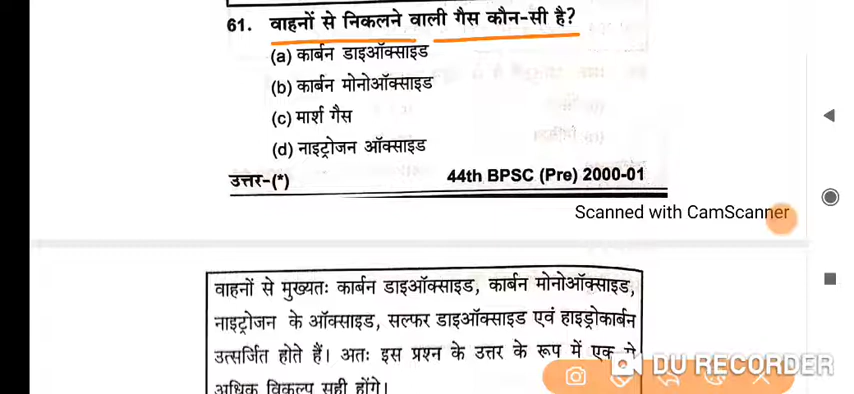 61. वाहनों से निकलने वाली गैस कौन-सी है?
(a) कार्बन डाइऑक्साइड
(b) कार्बन मोनोऑक्साइड
(c) मार्श गैस
(d) नाइट्रोजन ऑक्साइड
उत्तर-(*) 44th BPSC (Pre) 2000-01
Scanned with CamScanner
वाहनों से मुख्यतः कार्बन डाइऑक्साइड, कार्बन मोनोऑक्साइड,
नाइट्रोजन के ऑक्साइड, सल्फर डाइऑक्साइड एवं हाइड्रोकार्बन
उत्सर्जित होते हैं। अतः इस प्रश्न के उत्तर के रूप में एक
DU RECORDER
अधिक विकल्प सही होंगे।